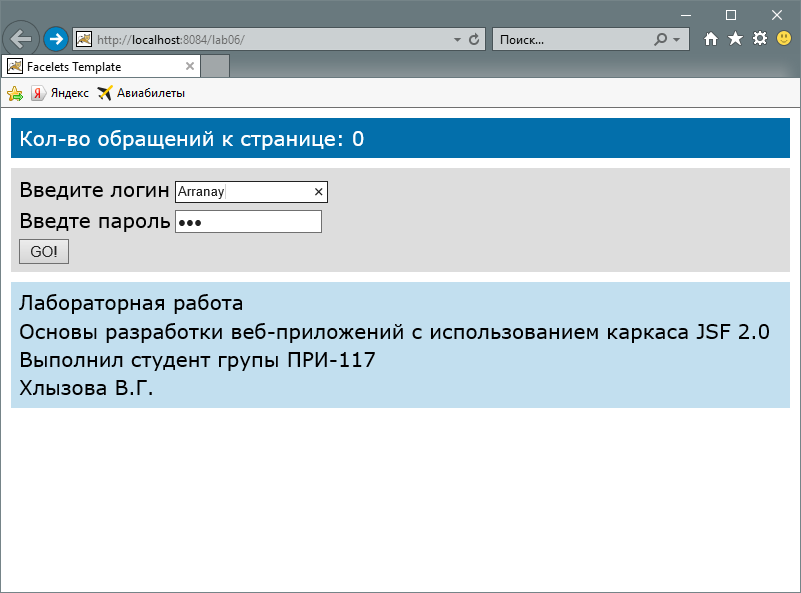 http://localhost:8084/lab06/
Поиск...
Facelets Template
Яндекс
Авиабилеты
Кол-во обращений к странице: 0
Введите логин Arranay
Введте пароль
GO!
Лабораторная работа
Основы разработки веб-приложений с использованием каркаса JSF 2.0
Выполнил студент групы ПРИ-117
Хлызова В.Г.